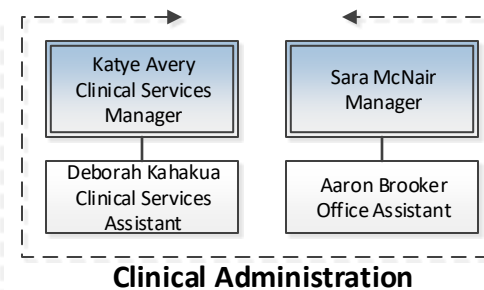 Katye Avery
Clinical Services
Manager
Sara McNair
Manager
Deborah Kahakua
Clinical Services
Assistant
Aaron Brooker
Office Assistant
Clinical Administration